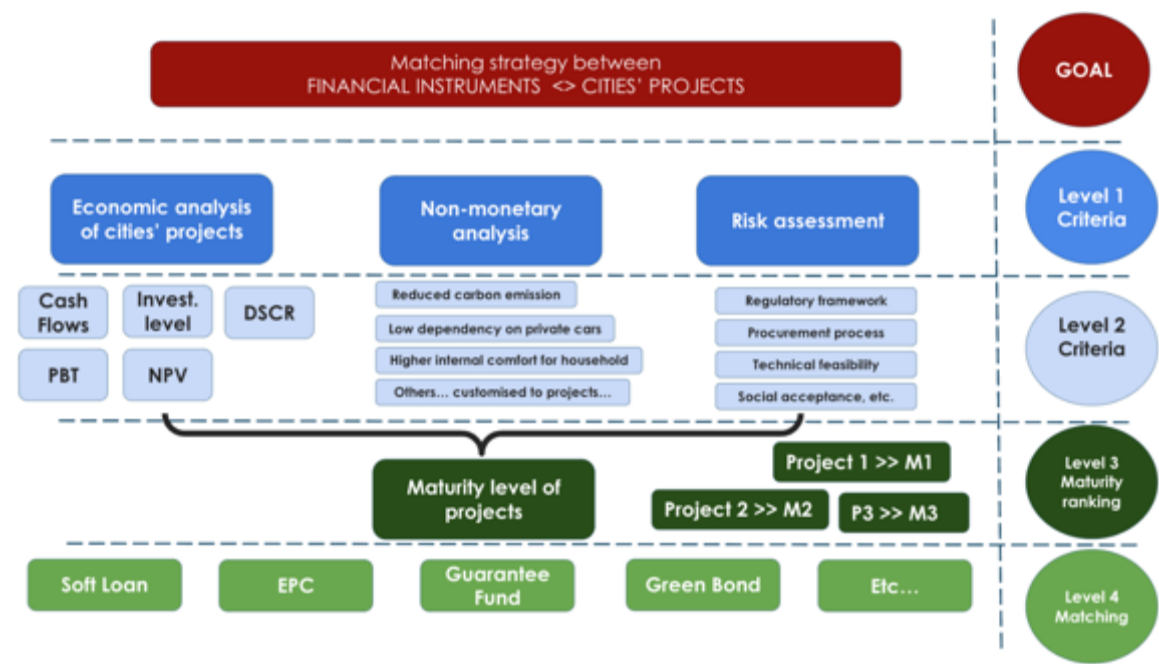 Matching strategy between
FINANCIAL INSTRUMENTS <> CITIES' PROJECTS
GOAL
Economic analysis
of cities' projects
Non-monetary
analysis
Risk assessment
Level 1
Criteria
Cash
Flows
Invest.
level
DSCR
PBT
NPV
Reduced carbon emission
Low dependency on private cars
Higher internal comfort for household
Others... customised to projects...
Regulatory framework
Procurement process
Technical feasibility
Social acceptance, etc.
Level 2
Criteria
Maturity level of
projects
Project 1 >> M1
Project 2 >> M2
P3 >> M3
Level 3
Maturity
ranking
Soft Loan
EPC
Guarantee
Fund
Green Bond
Etc...
Level 4
Matching